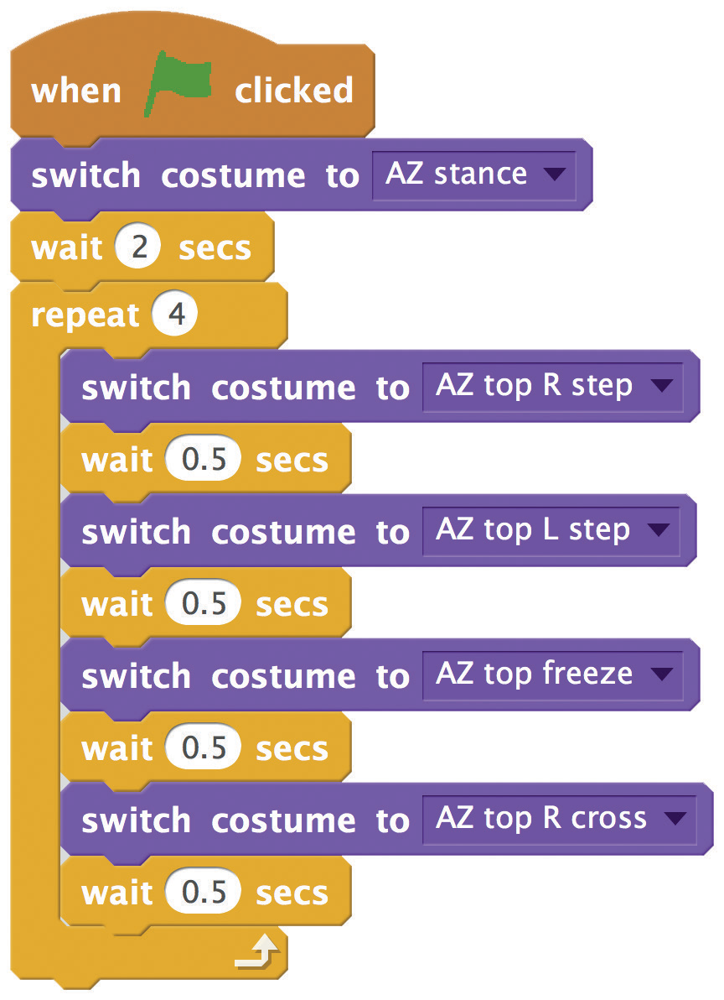 when clicked
switch costume to AZ stance
wait 2 secs
repeat 4
switch costume to AZ top R step
wait 0.5 secs
switch costume to AZ top L step
wait 0.5 secs
switch costume to AZ top freeze
wait 0.5 secs
switch costume to AZ top R cross
wait 0.5 secs